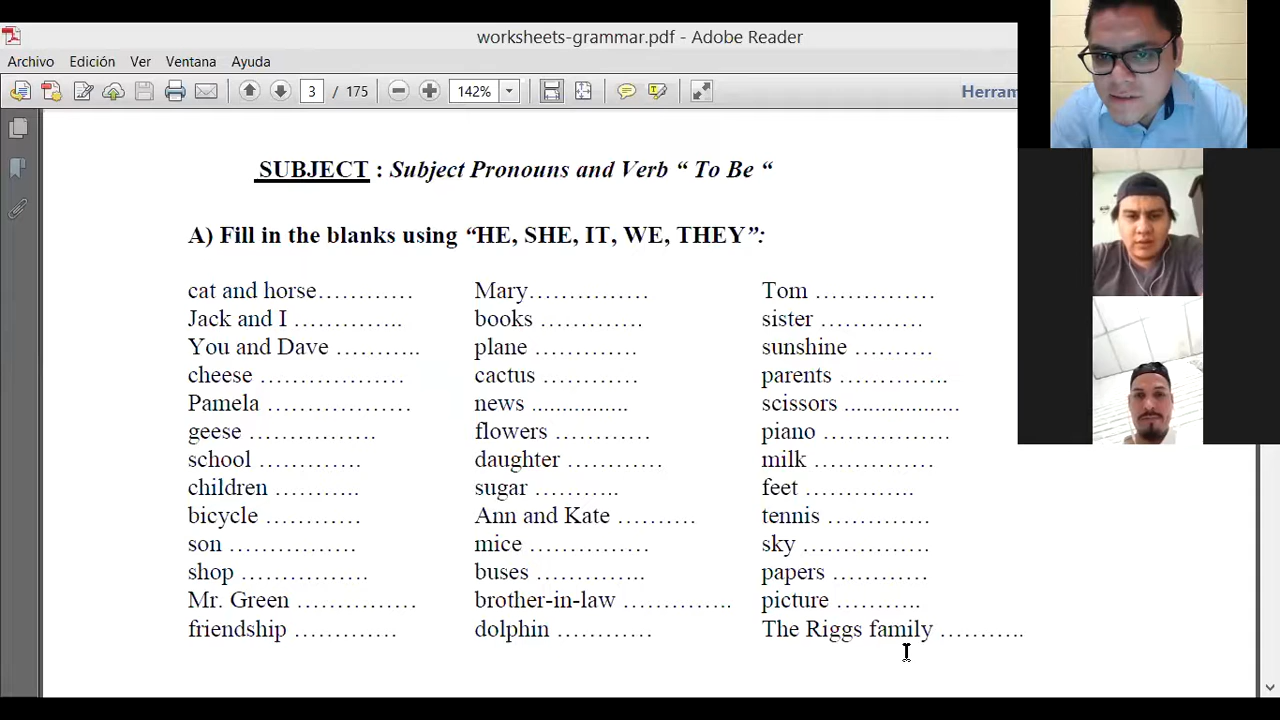 worksheets-grammar.pdf - Adobe Reader
Archivo Edición Ver Ventana Ayuda
3 / 175 142% Herram
SUBJECT : Subject Pronouns and Verb “ To Be “
A) Fill in the blanks using “HE, SHE, IT, WE, THEY”:
cat and horse………… Mary…………… Tom ……………
Jack and I ………….. books …………. sister ………….
You and Dave ……….. plane …………. sunshine ……….
cheese ……………… cactus ………… parents …………..
Pamela ……………… news ............... scissors ..................
geese ……………. flowers ………… piano …………….
school …………. daughter ………… milk ……………
children ……….. sugar ……….. feet …………..
bicycle ………… Ann and Kate ………. tennis ………….
son ……………. mice …………… sky …………….
shop ……………. buses ………….. papers …………
Mr. Green …………… brother-in-law ………….. picture ………..
friendship …………. dolphin ………… The Riggs family ………..